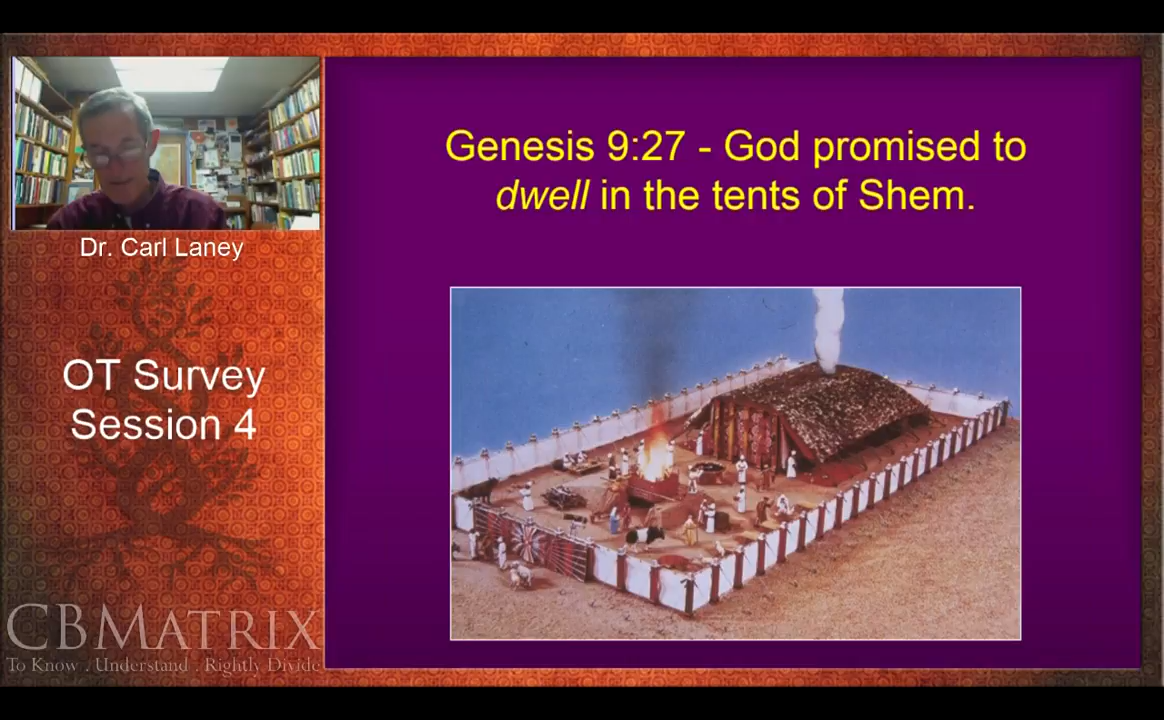 Genesis 9:27 - God promised to
dwell in the tents of Shem.
Dr. Carl Laney
OT Survey
Session 4
CBMATRIX
To Know . Understand . Rightly Divide